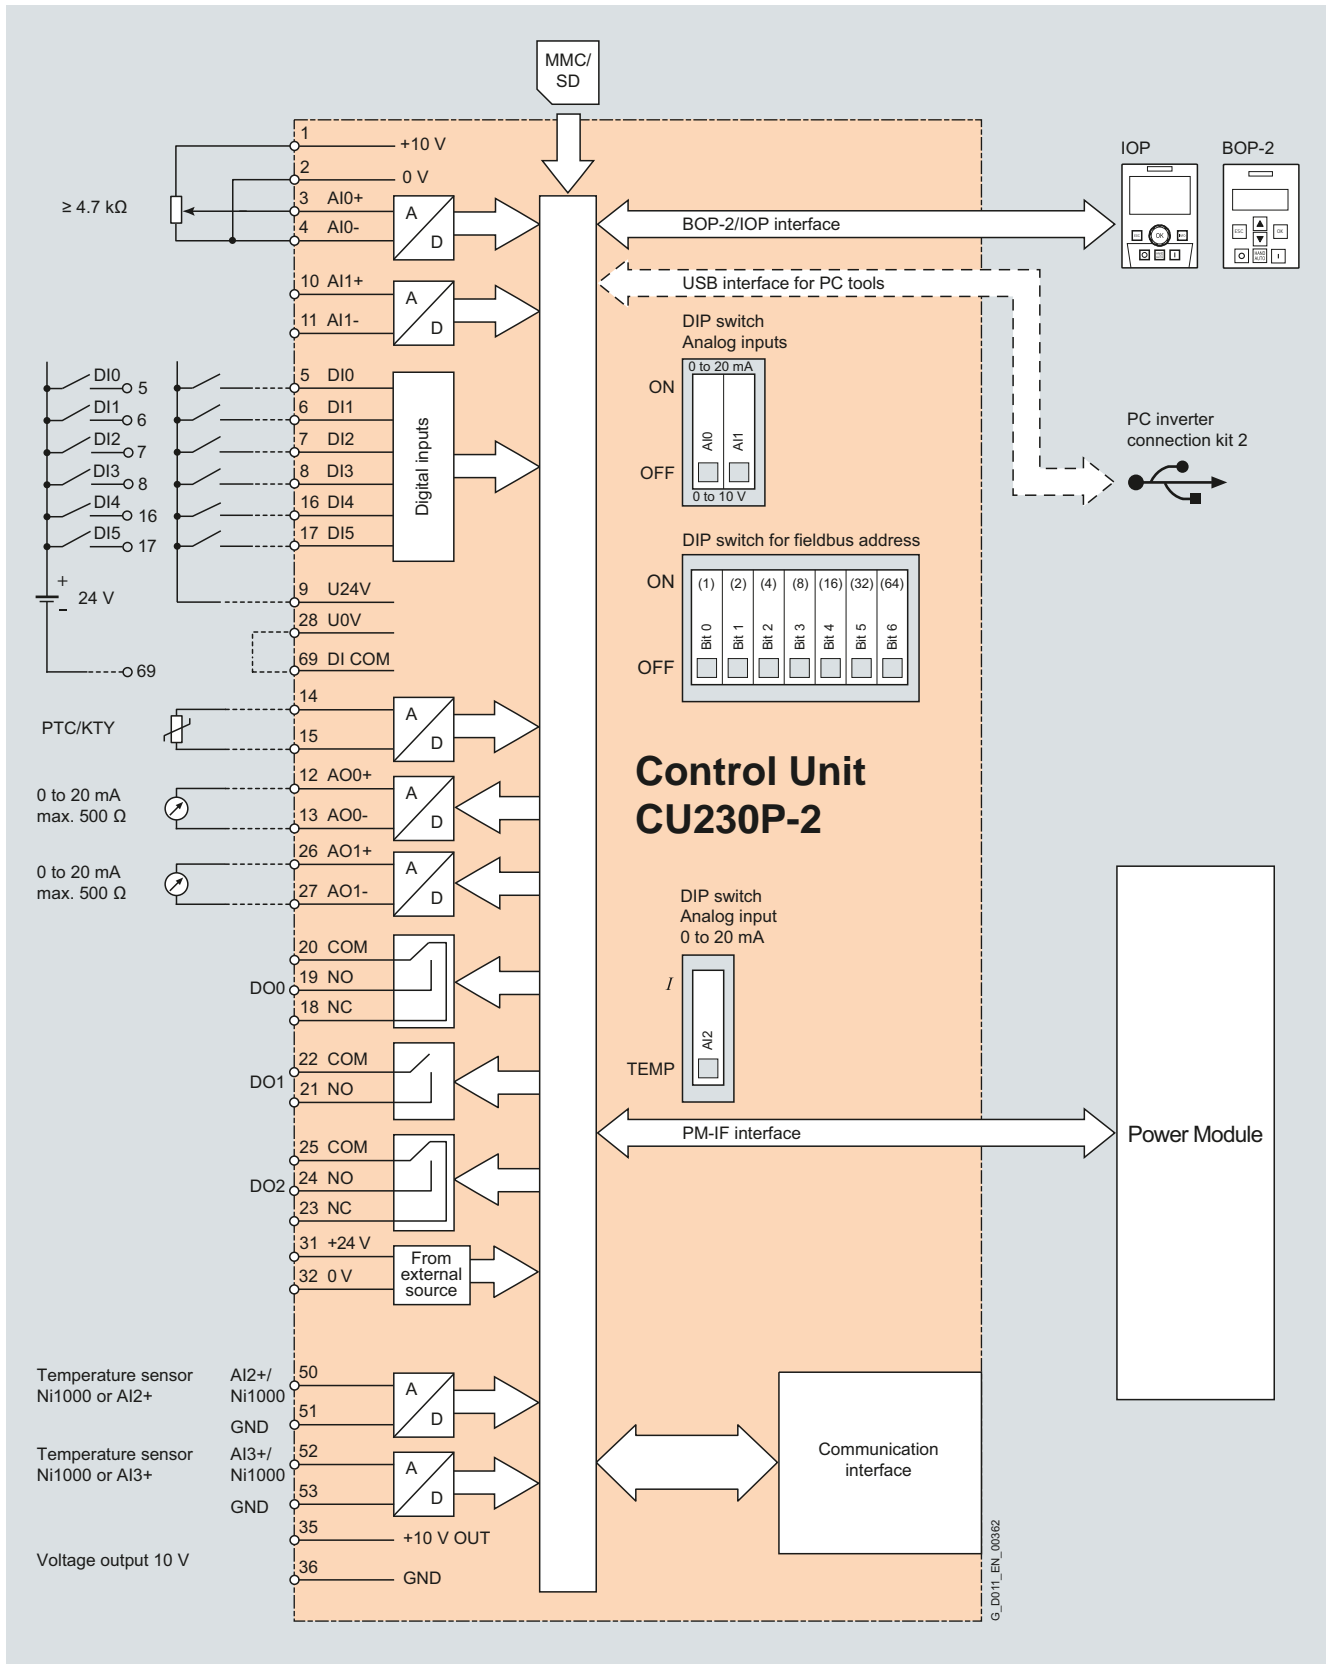 MMC/
SD
1
+10 V
2
0 V
≥ 4.7 kΩ
3 AI0+
4 AI0-
A
D
10 AI1+
11 AI1-
A
D
BOP-2/IOP interface
IOP
BOP-2
ESC
OK
OK
HAND
AUTO
USB interface for PC tools
DIP switch
Analog inputs
0 to 20 mA
ON
AI0
AI1
OFF
0 to 10 V
PC inverter
connection kit 2
DI0
5
DI1
6
DI2
7
DI3
8
DI4
16
DI5
17
+
-
24 V
69
5 DI0
6 DI1
7 DI2
8 DI3
16 DI4
17 DI5
Digital inputs
9 U24V
28 U0V
69 DI COM
DIP switch for fieldbus address
ON
(1) (2) (4) (8) (16) (32) (64)
Bit 0
Bit 1
Bit 2
Bit 3
Bit 4
Bit 5
Bit 6
OFF
PTC/KTY
14
15
A
D
Control Unit
CU230P-2
0 to 20 mA
max. 500 Ω
12 AO0+
13 AO0-
A
D
0 to 20 mA
max. 500 Ω
26 AO1+
27 AO1-
A
D
DIP switch
Analog input
0 to 20 mA
I
AI2
TEMP
DO0
20 COM
19 NO
18 NC
DO1
22 COM
21 NO
DO2
25 COM
24 NO
23 NC
PM-IF interface
Power Module
31 +24 V
32 0 V
From
external
source
Temperature sensor
Ni1000 or AI2+
AI2+/
Ni1000
GND
50
51
A
D
Temperature sensor
Ni1000 or AI3+
AI3+/
Ni1000
GND
52
53
A
D
Communication
interface
Voltage output 10 V
35
+10 V OUT
36
GND
G_D011_EN_00362